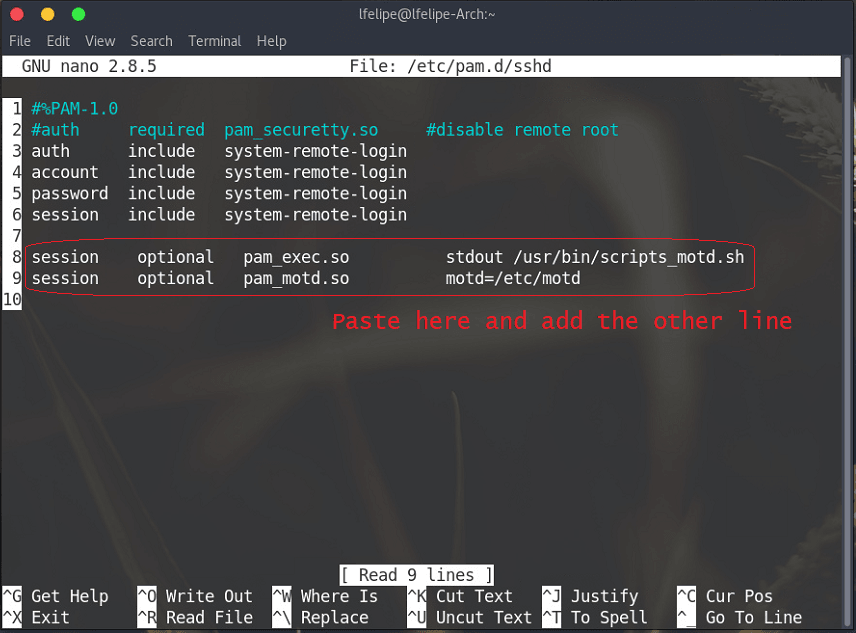 lfelipe@lfelipe-Arch:~
File Edit View Search Terminal Help
GNU nano 2.8.5 File: /etc/pam.d/sshd
1 #%PAM-1.0
2 #auth required pam_securetty.so #disable remote root
3 auth include system-remote-login
4 account include system-remote-login
5 password include system-remote-login
6 session include system-remote-login
7
8 session optional pam_exec.so stdout /usr/bin/scripts_motd.sh
9 session optional pam_motd.so motd=/etc/motd
10
Paste here and add the other line
[ Read 9 lines ]
^G Get Help ^O Write Out ^W Where Is ^K Cut Text ^J Justify ^C Cur Pos
^X Exit ^R Read File ^\ Replace ^U Uncut Text ^T To Spell ^_ Go To Line